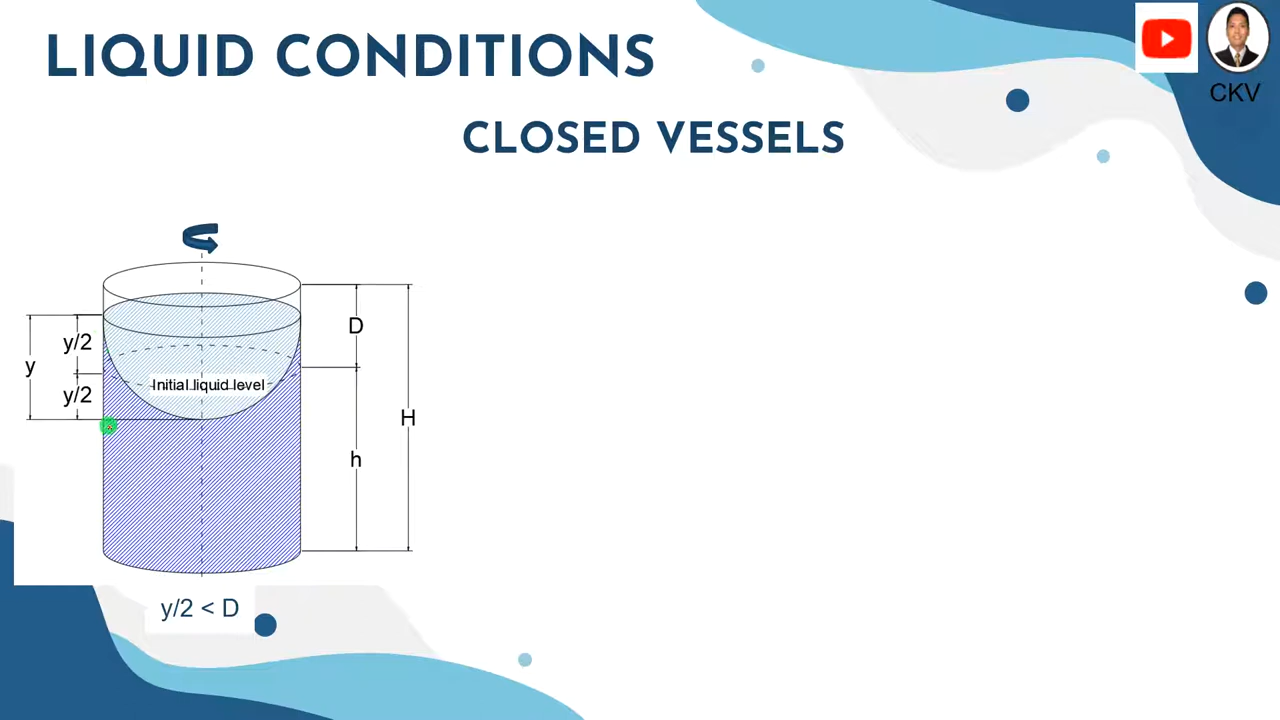 LIQUID CONDITIONS
CKV
CLOSED VESSELS
y/2
D
y
Initial liquid level
y/2
H
h
y/2 < D